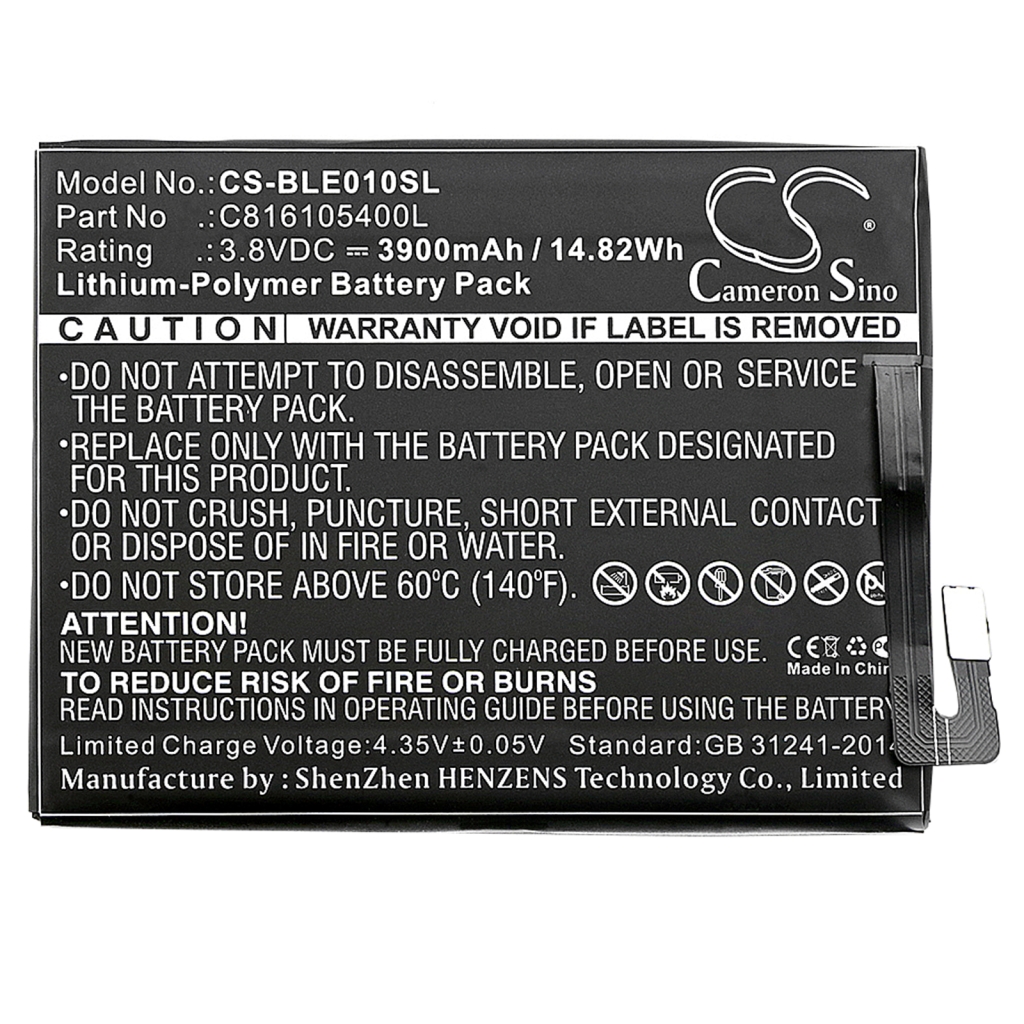 Model No.:CS-BLE010SL
Part No .:C816105400L
Rating .:3.8VDC ⎓ 3900mAh / 14.82Wh
Lithium-Polymer Battery Pack
CS ®
Cameron Sino
CAUTION WARRANTY VOID IF LABEL IS REMOVED
•DO NOT ATTEMPT TO DISASSEMBLE, OPEN OR SERVICE
THE BATTERY PACK.
•REPLACE ONLY WITH THE BATTERY PACK DESIGNATED
FOR THIS PRODUCT.
•DO NOT CRUSH, PUNCTURE, SHORT EXTERNAL CONTACT
OR DISPOSE OF IN FIRE OR WATER.
•DO NOT STORE ABOVE 60°C (140°F).
ATTENTION!
NEW BATTERY PACK MUST BE FULLY CHARGED BEFORE USE.
CE
Made In Chin
TO REDUCE RISK OF FIRE OR BURNS
READ INSTRUCTIONS IN OPERATING GUIDE BEFORE USING THE BATTERY
Limited Charge Voltage:4.35V±0.05V Standard:GB 31241-2014
Manufacture by : ShenZhen HENZENS Technology Co., Limited